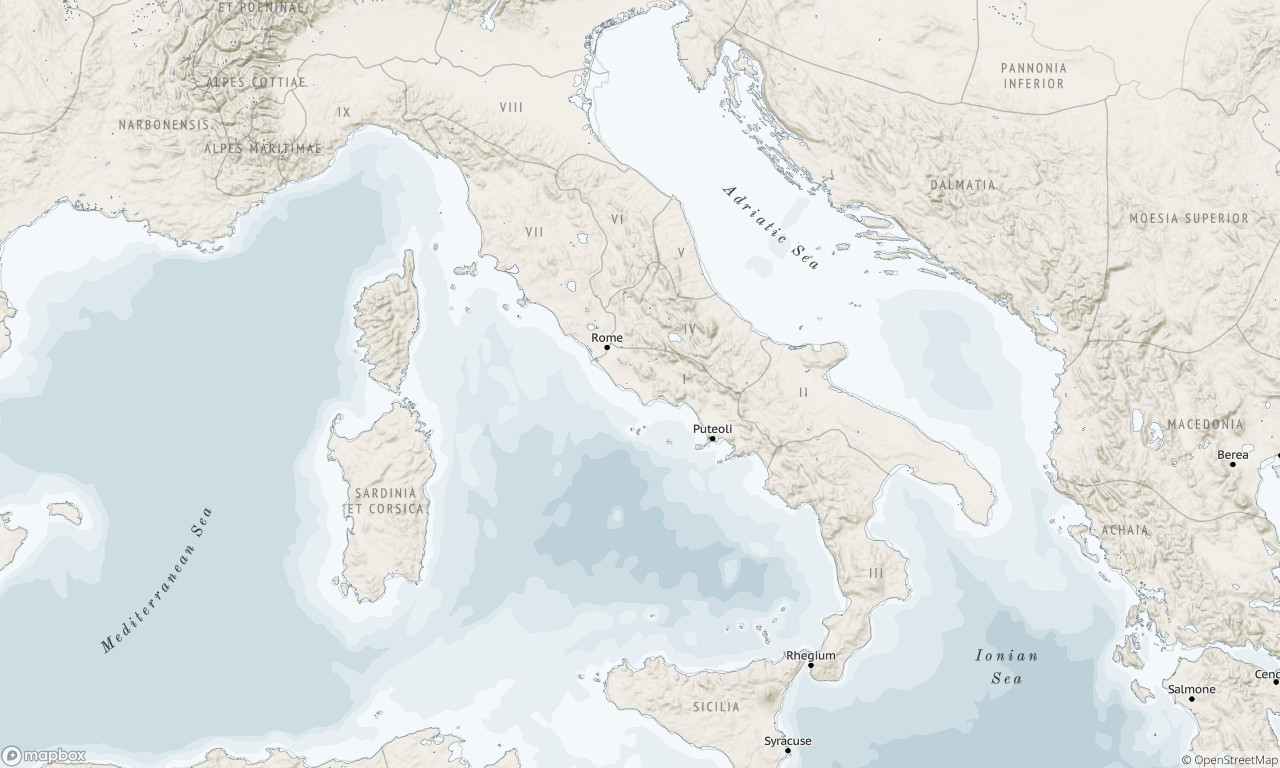 ET POENINAE
ALPES COTTIAE
PANNONIA
INFERIOR
IX
VIII
NARBONENSIS
ALPES MARITIMAE
DALMATIA
Adriatic Sea
MOESIA SUPERIOR
VI
VII
V
IV
Rome
I
II
MACEDONIA
Puteoli
Berea
SARDINIA
ET CORSICA
Mediterranean Sea
ACHAIA
III
Ionian
Sea
Rhegium
Cenc
Salmone
SICILIA
Syracuse
mapbox
© OpenStreetMap